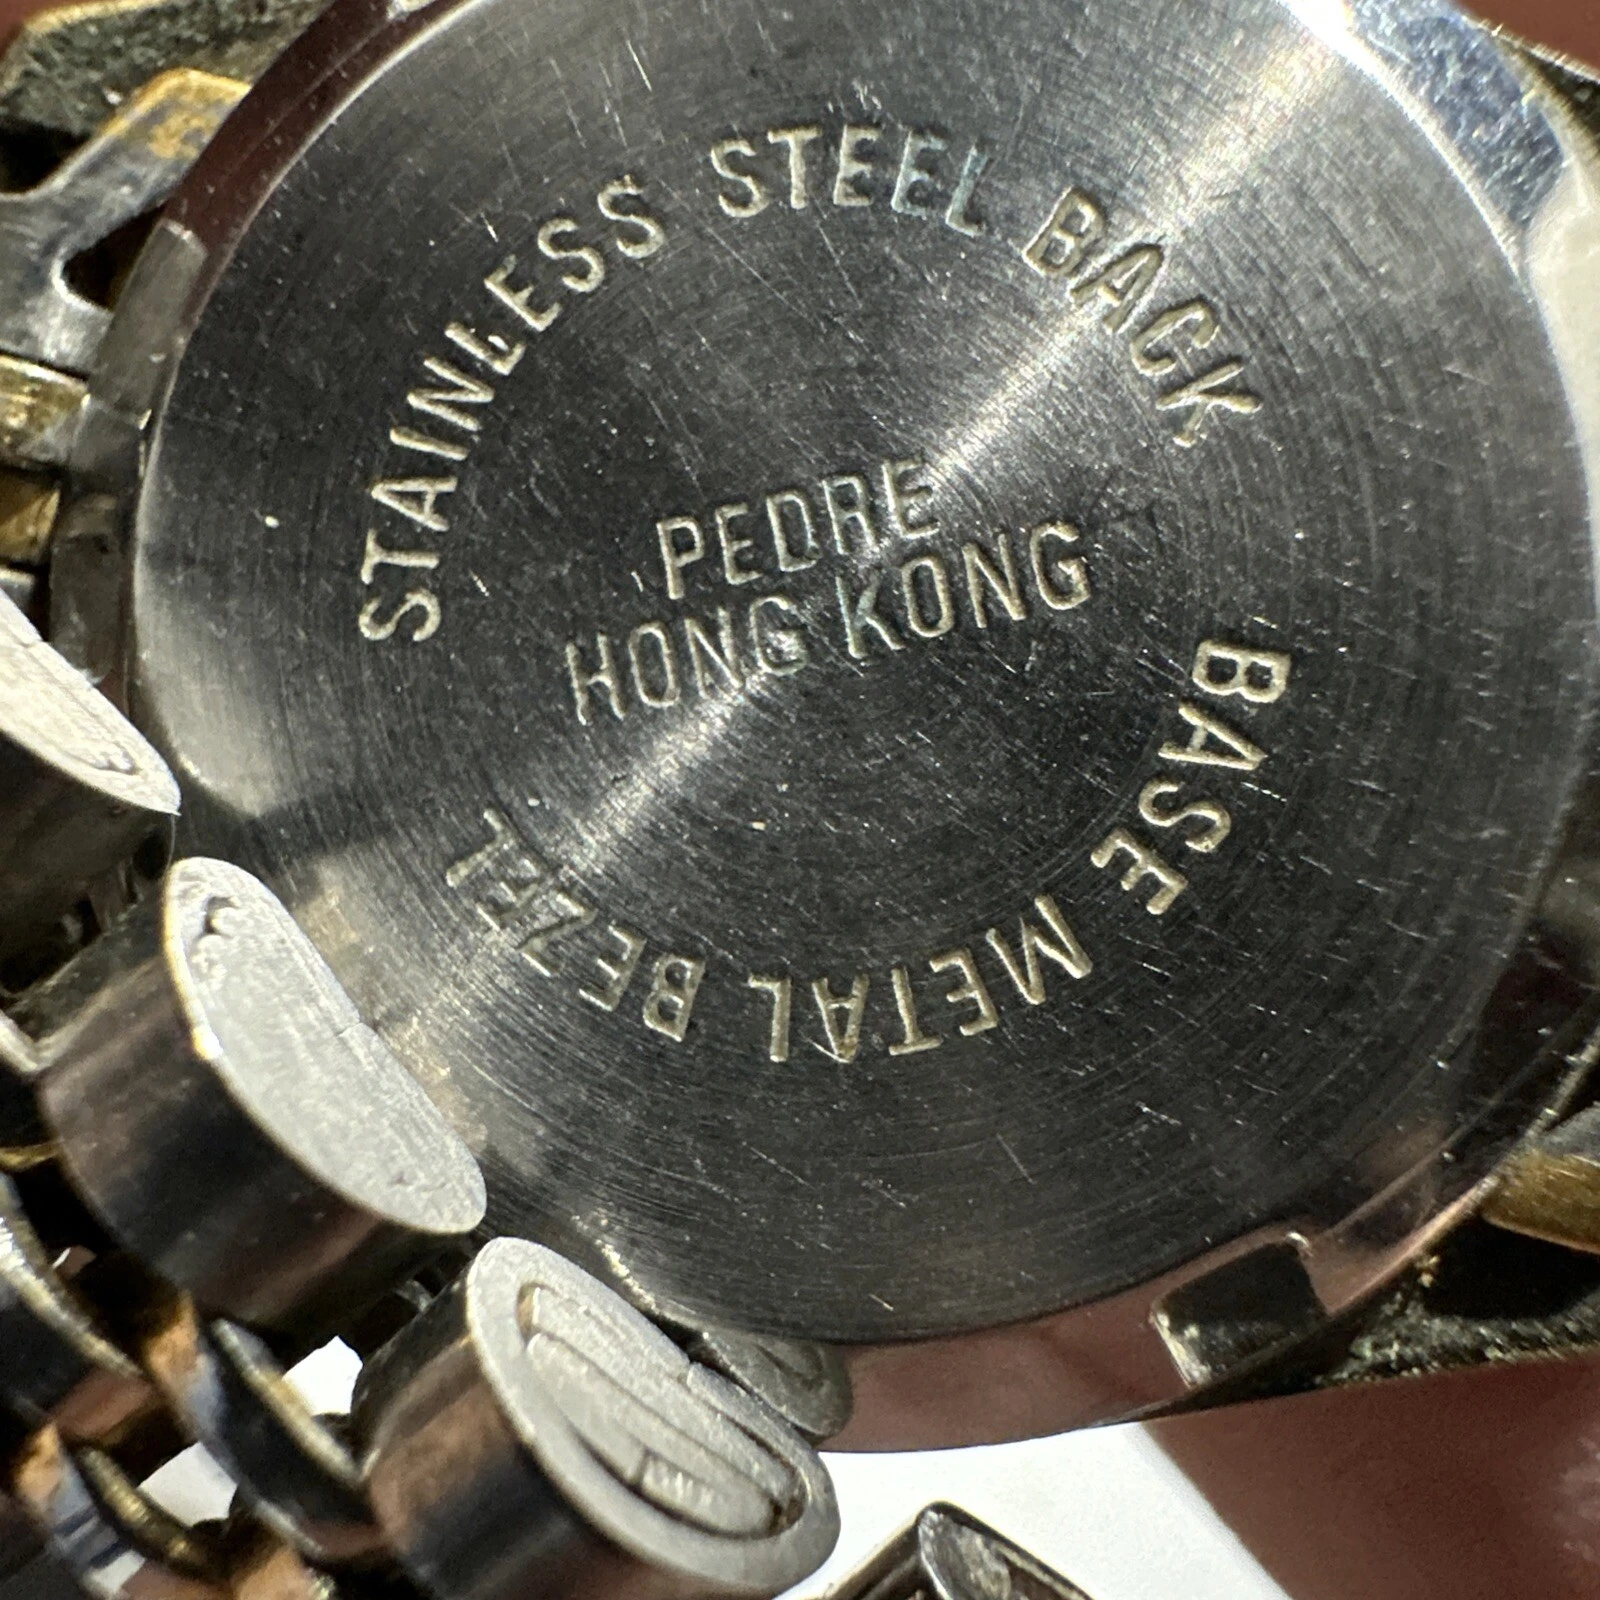 STAINLESS STEEL BACK
PEDRE
HONG KONG
BASE METAL BEZEL